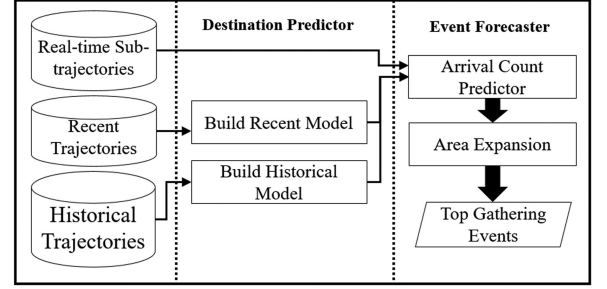 Destination Predictor
Event Forecaster
Real-time Sub-
trajectories
Recent
Trajectories
Historical
Trajectories
Build Recent Model
Build Historical
Model
Arrival Count
Predictor
Area Expansion
Top Gathering
Events